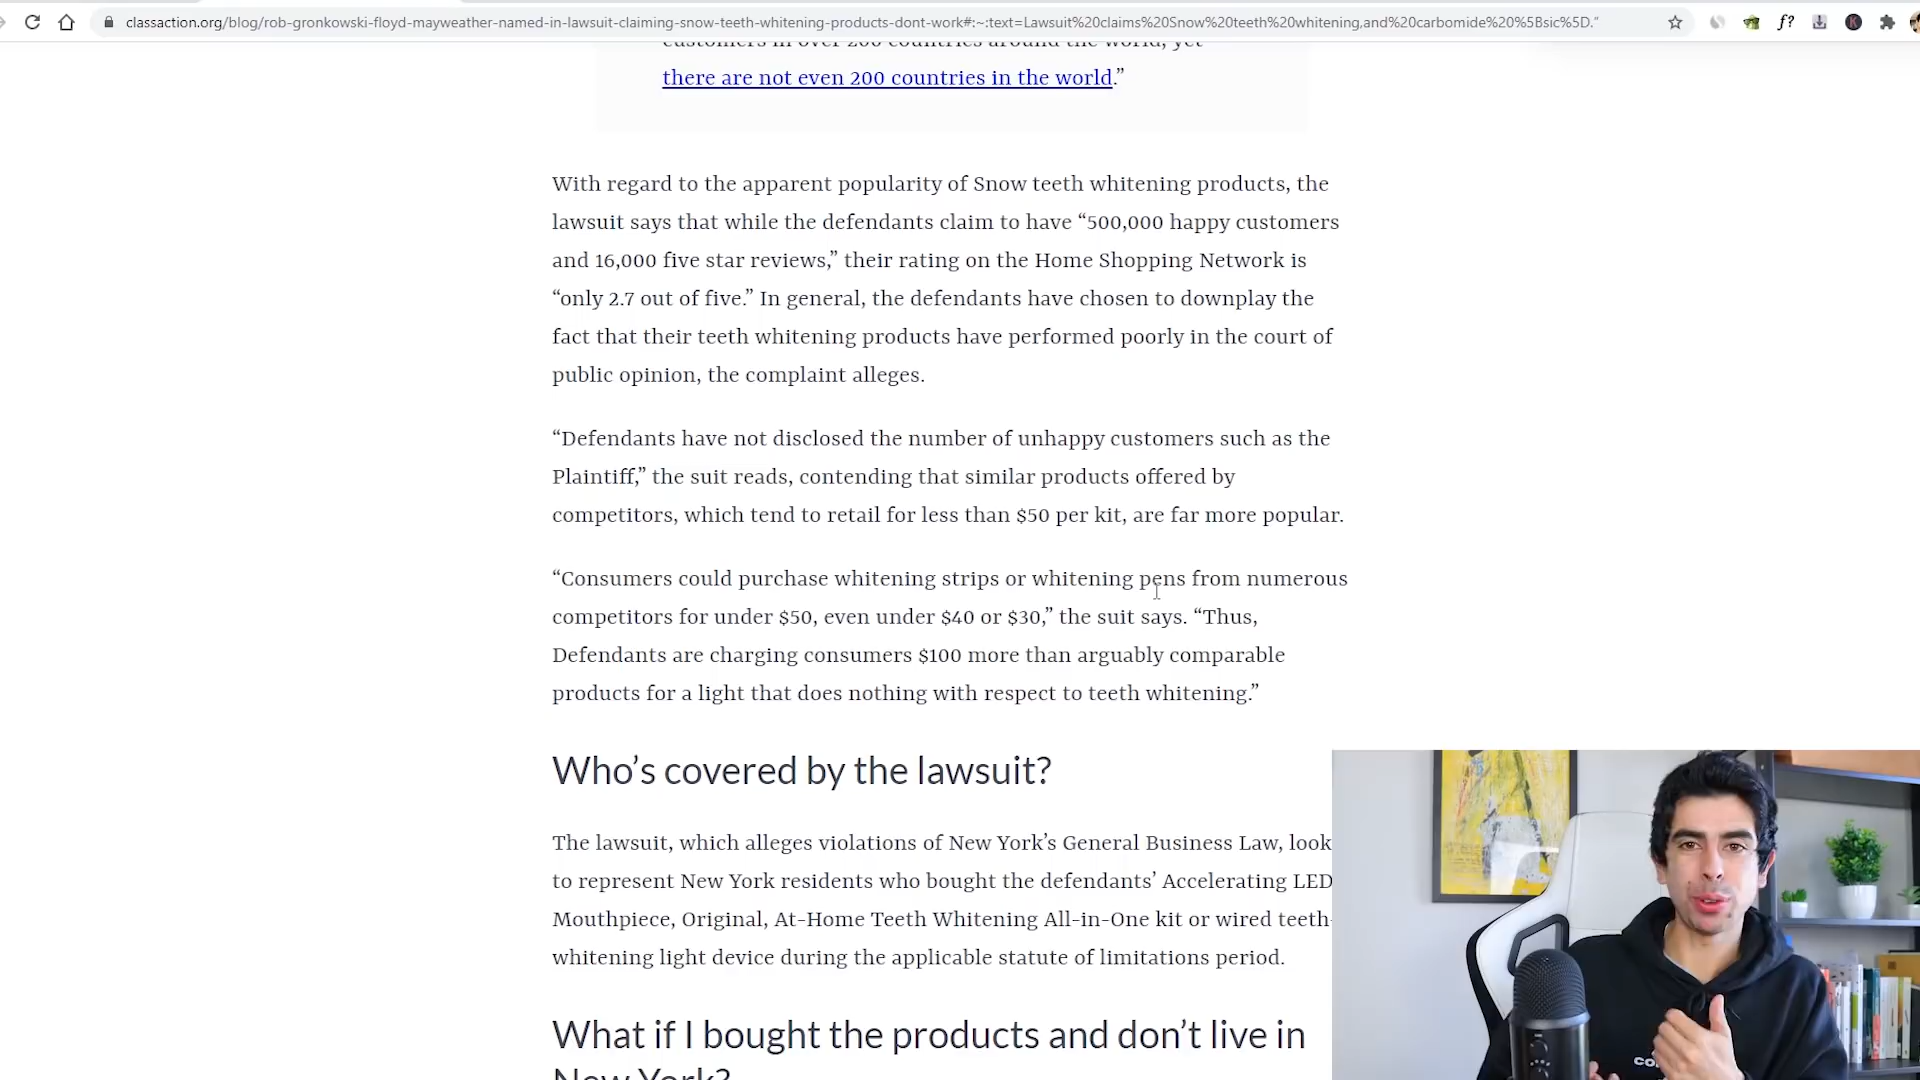 classaction.org/blog/rob-gronkowski-floyd-mayweather-named-in-lawsuit-claiming-snow-teeth-whitening-products-dont-work#:~:text=Lawsuit%20claims%20Snow%20teeth%20whitening,and%20carbomide%20%5Bsic%5D."
customers in over 200 countries around the world, yet
there are not even 200 countries in the world.”
With regard to the apparent popularity of Snow teeth whitening products, the
lawsuit says that while the defendants claim to have “500,000 happy customers
and 16,000 five star reviews,” their rating on the Home Shopping Network is
“only 2.7 out of five.” In general, the defendants have chosen to downplay the
fact that their teeth whitening products have performed poorly in the court of
public opinion, the complaint alleges.
“Defendants have not disclosed the number of unhappy customers such as the
Plaintiff,” the suit reads, contending that similar products offered by
competitors, which tend to retail for less than $50 per kit, are far more popular.
“Consumers could purchase whitening strips or whitening pens from numerous
competitors for under $50, even under $40 or $30,” the suit says. “Thus,
Defendants are charging consumers $100 more than arguably comparable
products for a light that does nothing with respect to teeth whitening.”
Who’s covered by the lawsuit?
The lawsuit, which alleges violations of New York’s General Business Law, look
to represent New York residents who bought the defendants’ Accelerating LED
Mouthpiece, Original, At-Home Teeth Whitening All-in-One kit or wired teeth-
whitening light device during the applicable statute of limitations period.
What if I bought the products and don’t live in
New York?